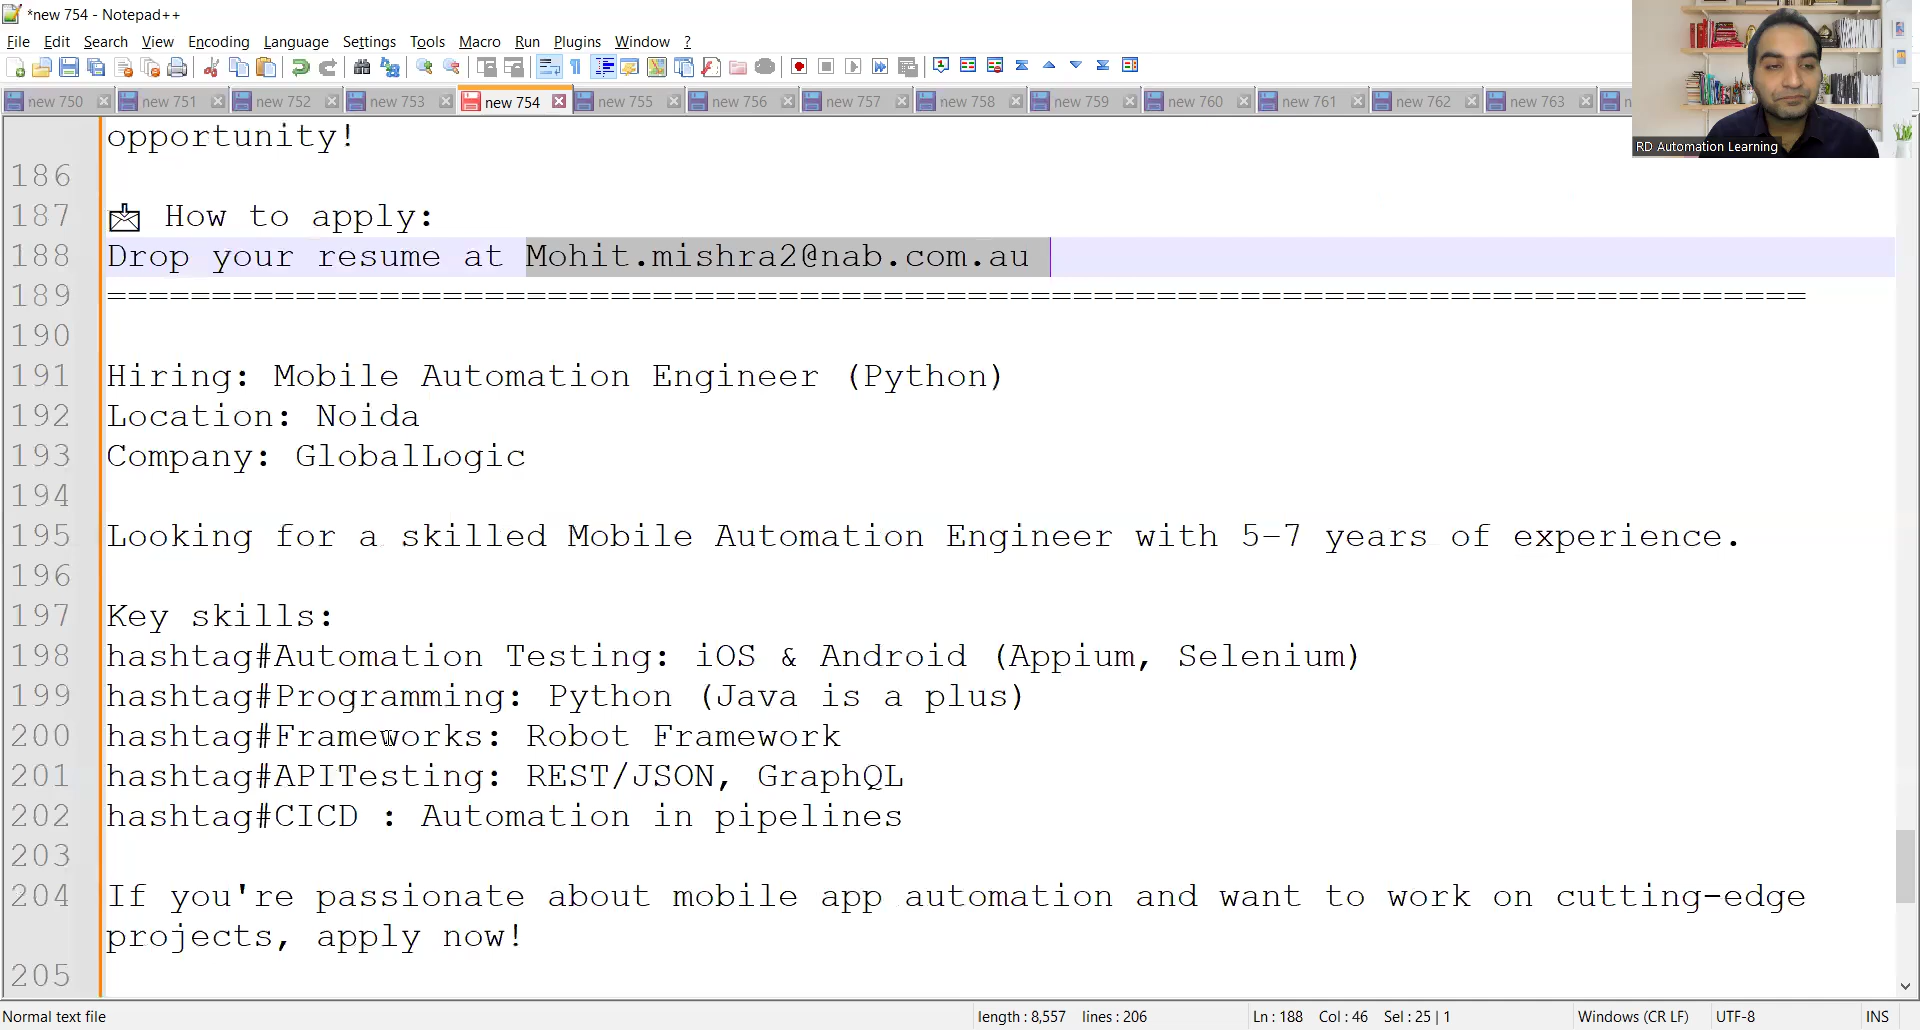 *new 754 - Notepad++
File Edit Search View Encoding Language Settings Tools Macro Run Plugins Window ?
new 750 new 751 new 752 new 753 new 754 new 755 new 756 new 757 new 758 new 759 new 760 new 761 new 762 new 763
RD Automation Learning
opportunity!
186
187 📩 How to apply:
188 Drop your resume at Mohit.mishra2@nab.com.au
189 =================================================================================
190
191 Hiring: Mobile Automation Engineer (Python)
192 Location: Noida
193 Company: GlobalLogic
194
195 Looking for a skilled Mobile Automation Engineer with 5–7 years of experience.
196
197 Key skills:
198 hashtag#Automation Testing: iOS & Android (Appium, Selenium)
199 hashtag#Programming: Python (Java is a plus)
200 hashtag#Frameworks: Robot Framework
201 hashtag#APITesting: REST/JSON, GraphQL
202 hashtag#CICD : Automation in pipelines
203
204 If you're passionate about mobile app automation and want to work on cutting-edge
projects, apply now!
205
Normal text file length : 8,557 lines : 206 Ln : 188 Col : 46 Sel : 25 | 1 Windows (CR LF) UTF-8 INS